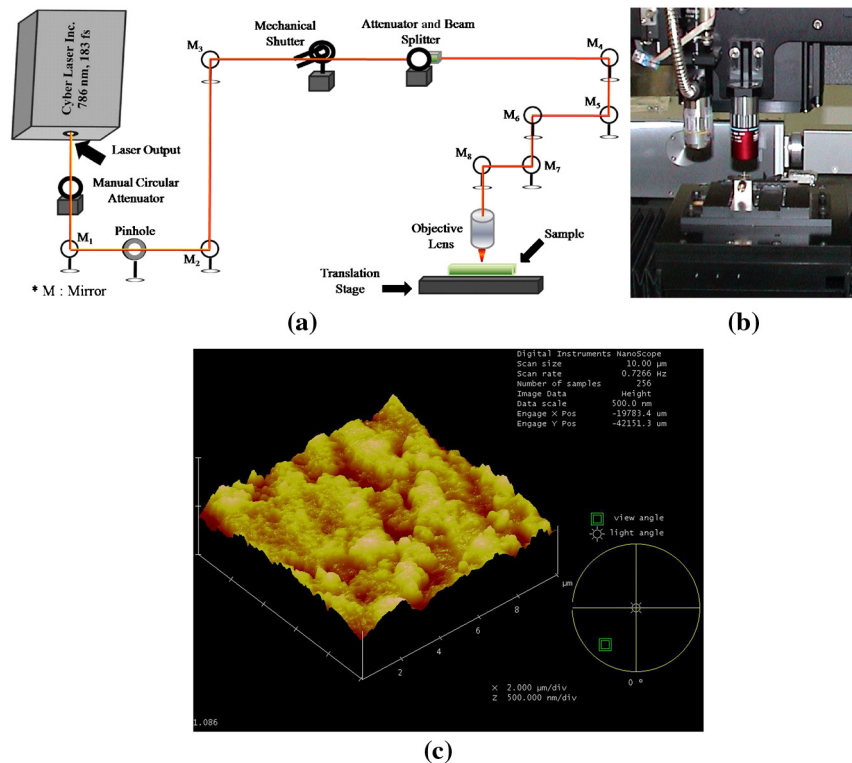 Cyber Laser Inc.
786 nm, 183 fs
Laser Output
Manual Circular
Attenuator
M1
Pinhole
M2
* M : Mirror
M3
Mechanical
Shutter
Attenuator and Beam
Splitter
M4
M5
M6
M7
M8
Objective
Lens
Sample
Translation
Stage
(a)
(b)
Digital Instruments NanoScope
Scan size 10.00 µm
Scan rate 0.7266 Hz
Number of samples 256
Image Data Height
Data scale 500.0 nm
Engage X Pos -19783.4 um
Engage Y Pos -42151.3 um
view angle
light angle
µm
8
6
4
2
X 2.000 µm/div
Z 500.000 nm/div
0 °
1.086
(c)